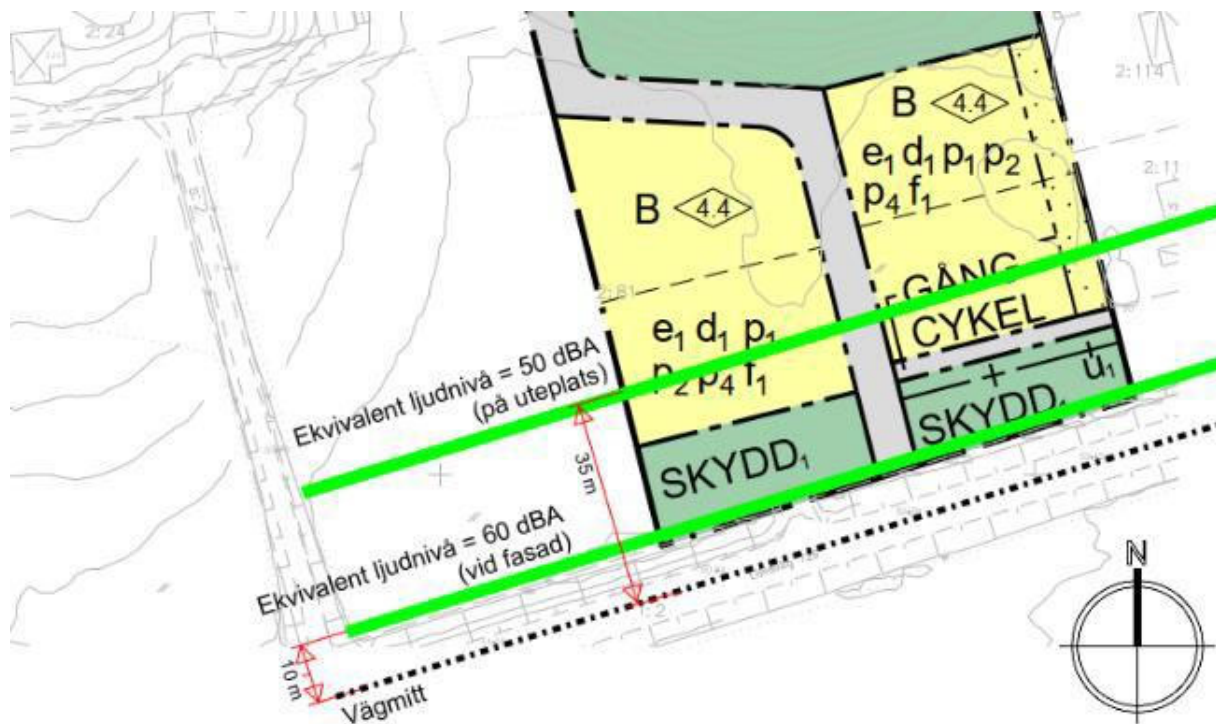 2:24
2:114
B 4.4
e₁ d₁ p₁ p₂
p₄ f₁
2:11
B 4.4
2:81
GÅNG
CYKEL
e₁ d₁ p₁
p₂ p₄ f₁
Ekvivalent ljudnivå = 50 dBA
(på uteplats)
u₁
SKYDD₁
SKYDD₁
35 m
Ekvivalent ljudnivå = 60 dBA
(vid fasad)
N
10 m
Vägmitt